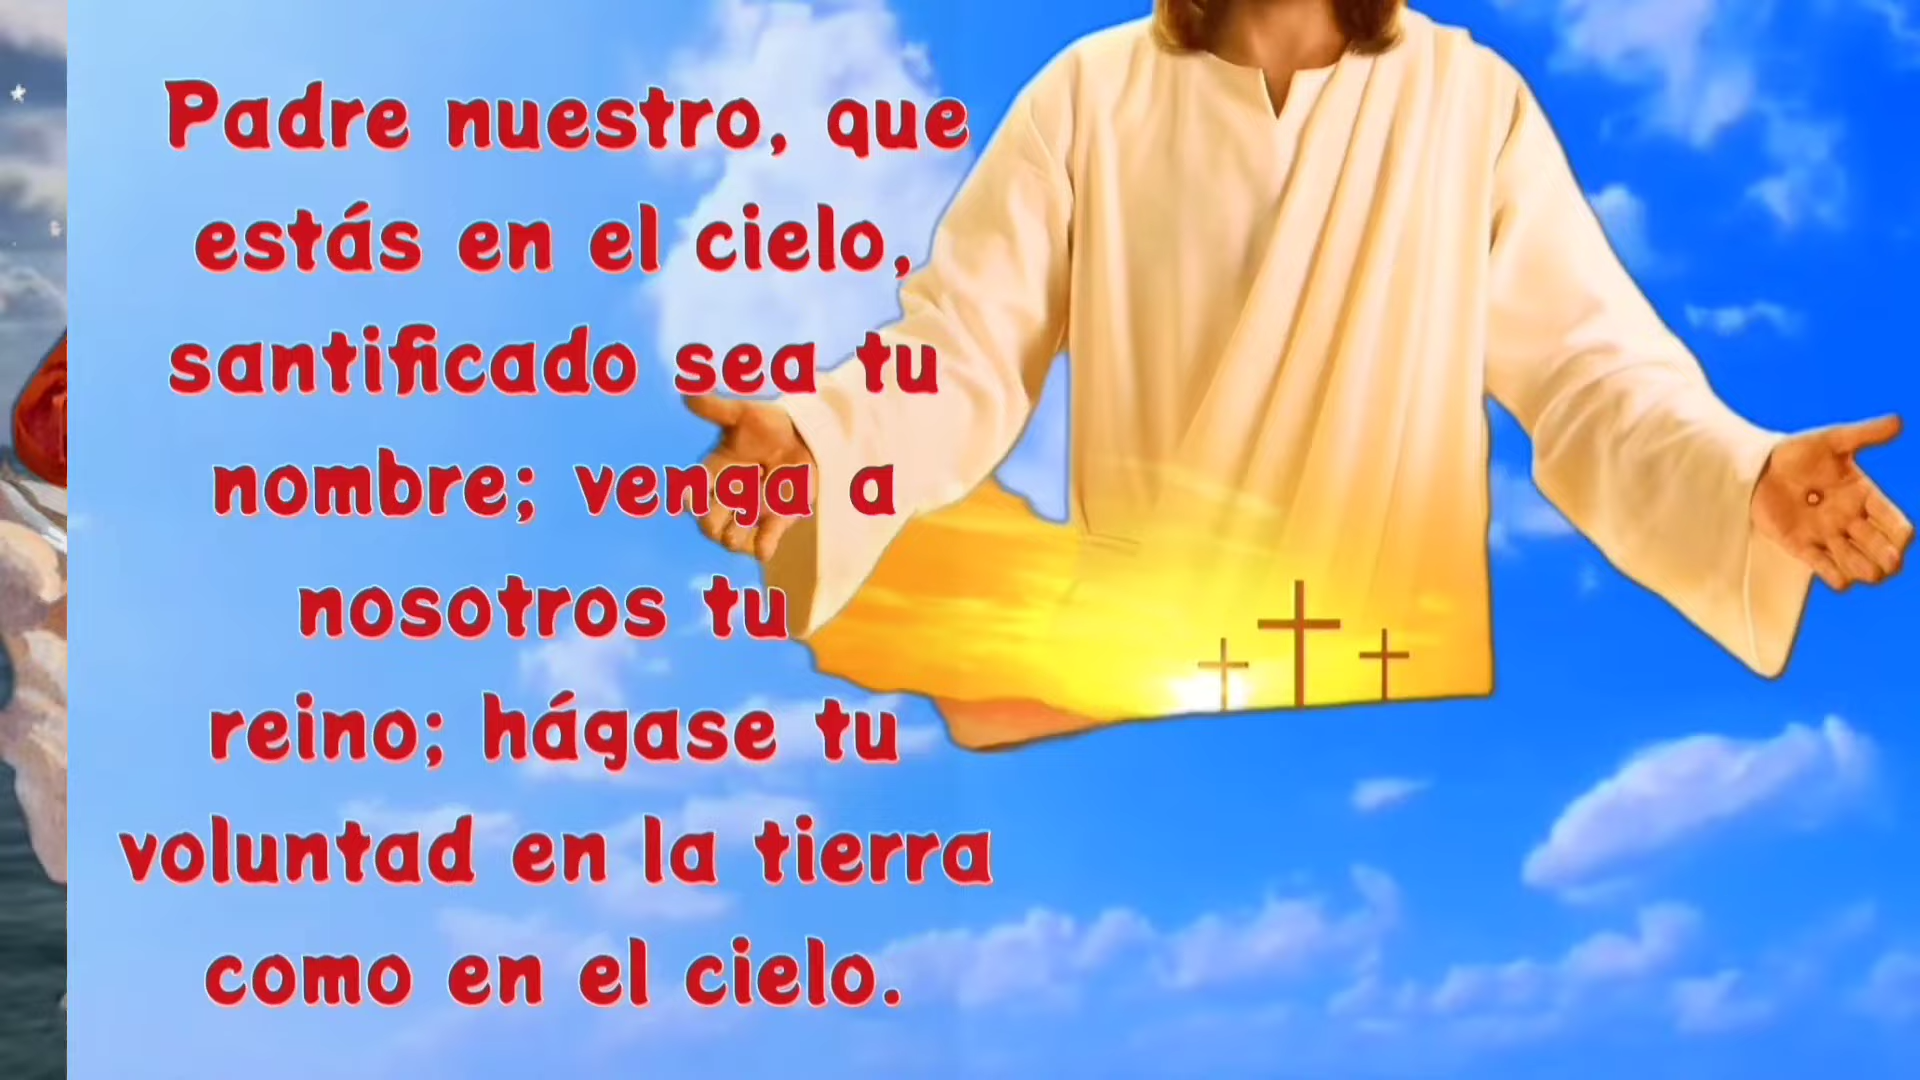 Padre nuestro, que
estás en el cielo,
santificado sea tu
nombre; venga a
nosotros tu
reino; hágase tu
voluntad en la tierra
como en el cielo.